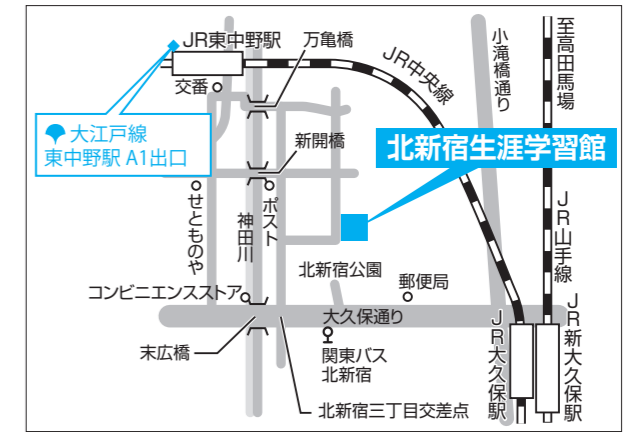 JR東中野駅
万亀橋
JR中央線
小滝橋通り
至高田馬場
交番
大江戸線
東中野駅 A1出口
新開橋
北新宿生涯学習館
せとものや
神田川
ポスト
JR山手線
北新宿公園
郵便局
コンビニエンスストア
大久保通り
末広橋
関東バス
北新宿
JR大久保駅
JR新大久保駅
北新宿三丁目交差点